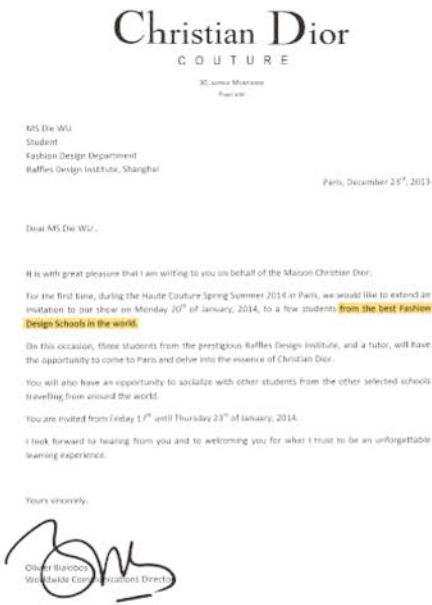 Christian Dior
COUTURE
30, avenue Montaigne
MS Die WU
Student
Fashion Design Department
Raffles Design Institute, Shanghai
Paris, December 23rd, 2013
Dear MS Die WU,
It is with great pleasure that I am writing to you on behalf of the Maison Christian Dior.
For the first time, during the Haute Couture Spring Summer 2014 in Paris, we would like to extend an
invitation to our show on Monday 20th of January, 2014, to a few students from the best Fashion
Design Schools in the world.
On this occasion, three students from the prestigious Raffles Design Institute, and a tutor, will have
the opportunity to come to Paris and delve into the essence of Christian Dior.
You will also have an opportunity to socialize with other students from the other selected schools
travelling from around the world.
You are invited from Friday 17th until Thursday 23rd of January, 2014.
I look forward to hearing from you and to welcoming you for what I trust to be an unforgettable
learning experience.
Yours sincerely,
Olivier Bialobos
Worldwide Communications Director